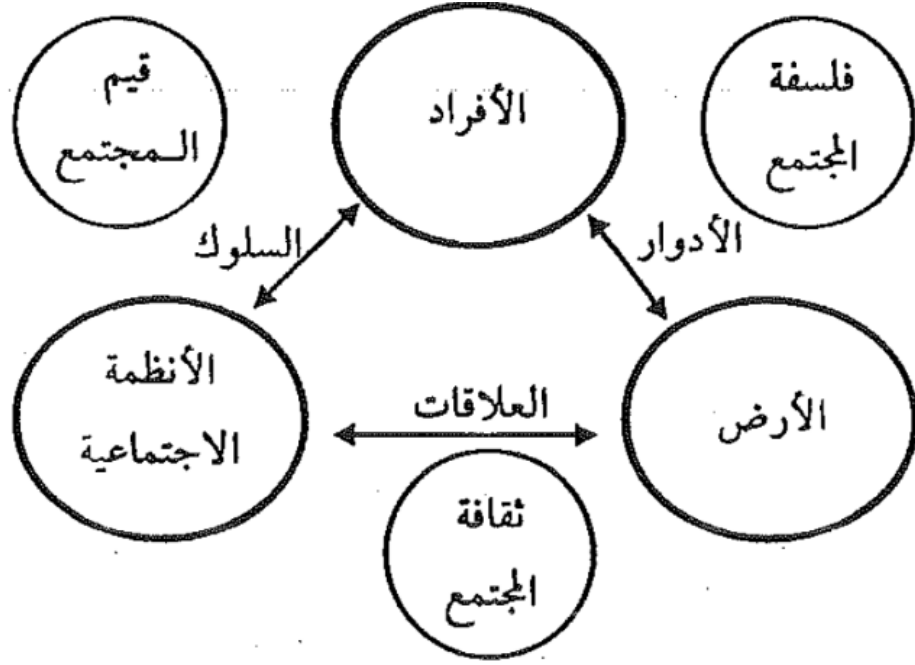 فلسفة
المجتمع
الأفراد
قيم
المجتمع
الأدوار
السلوك
الأرض
العلاقات
الأنظمة
الاجتماعية
ثقافة
المجتمع